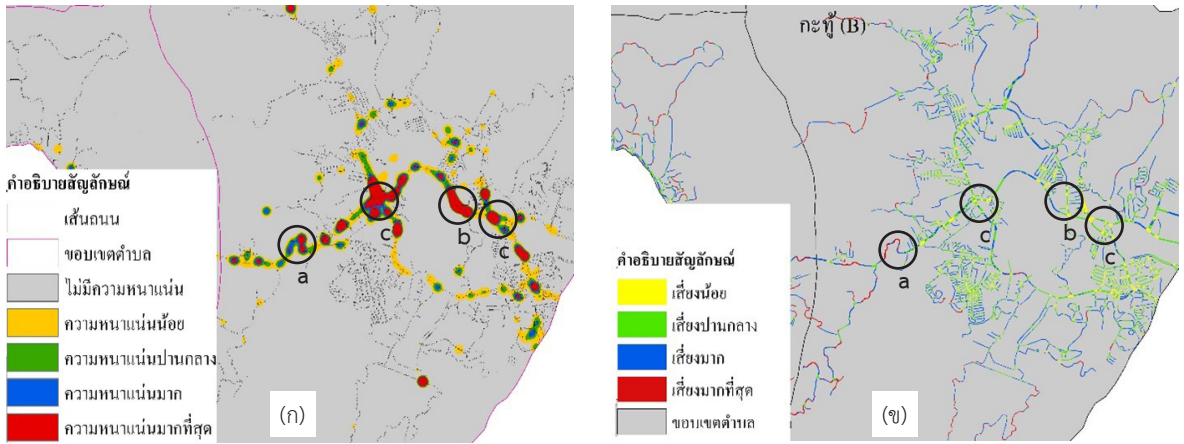 คำอธิบายสัญลักษณ์
เส้นถนน
ขอบเขตตำบล
ไม่มีความหนาแน่น
ความหนาแน่นน้อย
ความหนาแน่นปานกลาง
ความหนาแน่นมาก
ความหนาแน่นมากที่สุด
a
c
b
c
(ก)
กะทู้ (B)
คำอธิบายสัญลักษณ์
เสี่ยงน้อย
เสี่ยงปานกลาง
เสี่ยงมาก
เสี่ยงมากที่สุด
ขอบเขตตำบล
a
c
b
c
(ข)